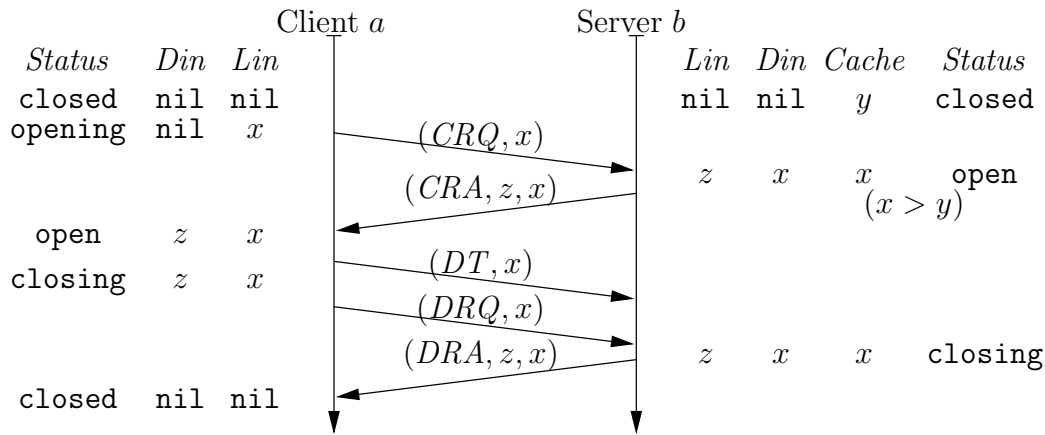 Client a Server b
Status Din Lin Lin Din Cache Status
closed nil nil nil nil y closed
opening nil x
(CRQ, x)
z x x open
(CRA, z, x)
(x > y)
open z x
(DT, x)
closing z x
(DRQ, x)
(DRA, z, x)
z x x closing
closed nil nil